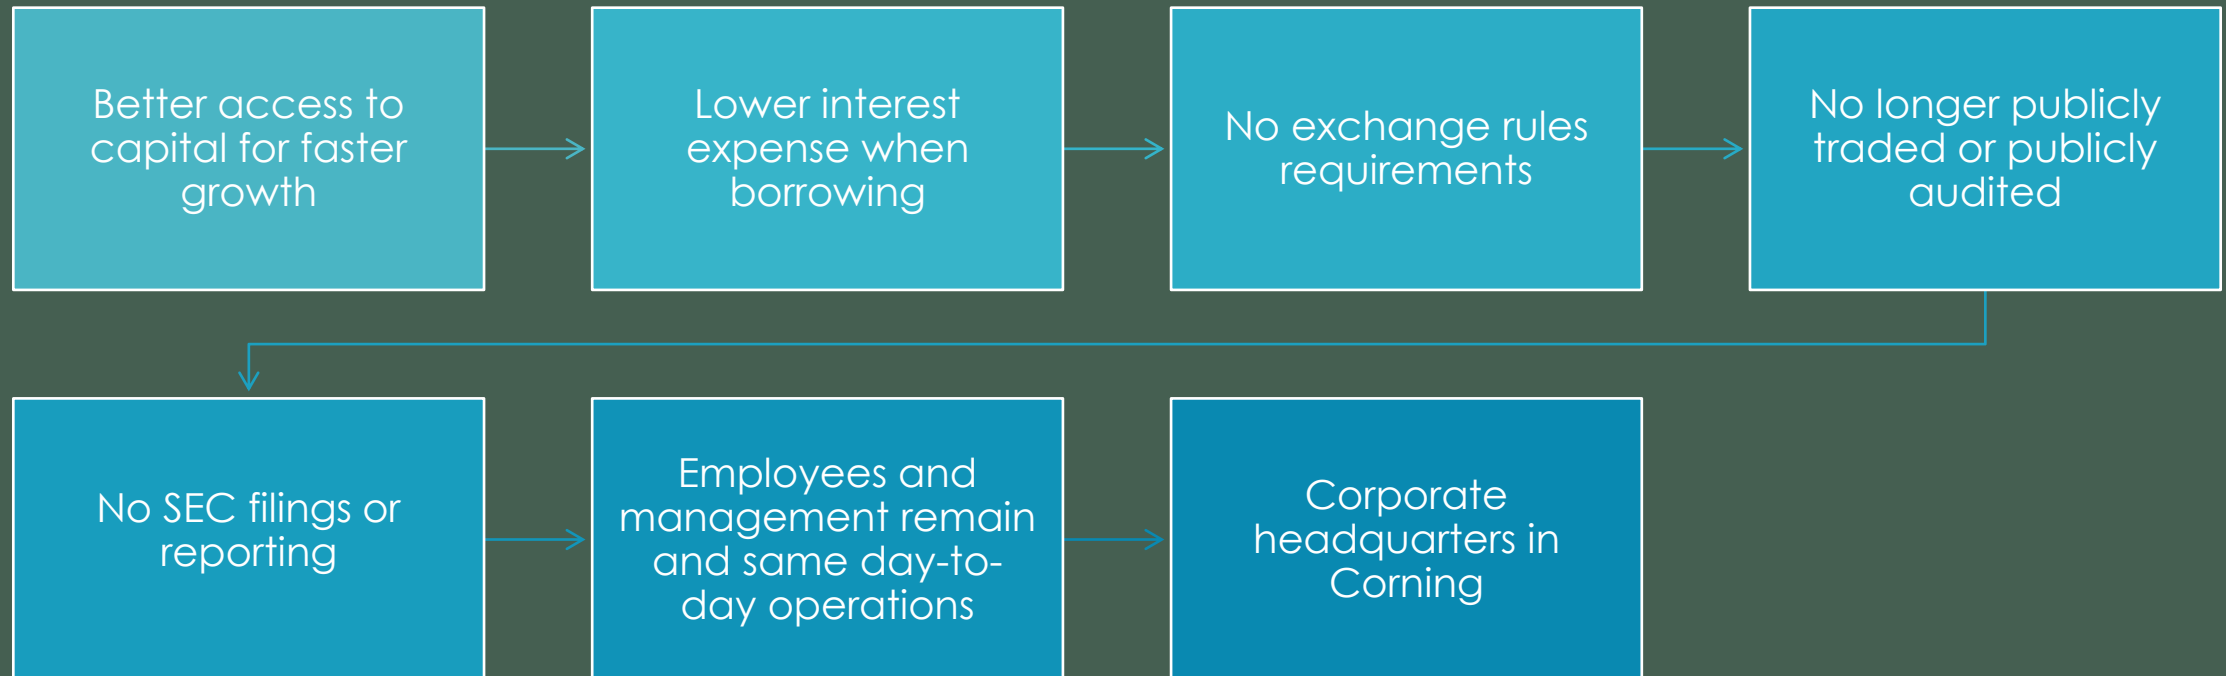 Better access to
capital for faster
growth
Lower interest
expense when
borrowing
No exchange rules
requirements
No longer publicly
traded or publicly
audited
No SEC filings or
reporting
Employees and
management remain
and same day-to-
day operations
Corporate
headquarters in
Corning